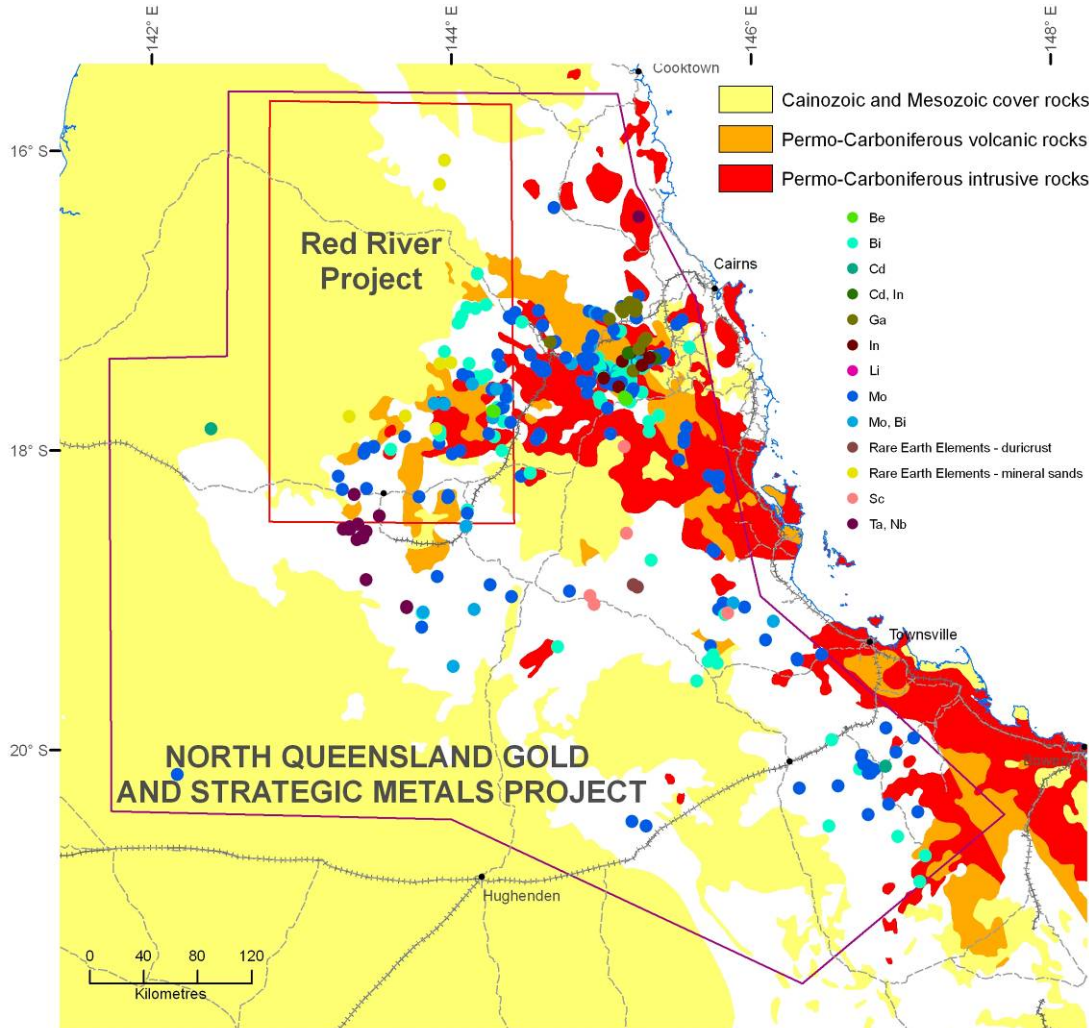 142° E
144° E
146° E
148° E
Cooktown
Cainozoic and Mesozoic cover rocks
Permo-Carboniferous volcanic rocks
Permo-Carboniferous intrusive rocks
16° S
Be
Bi
Cd
Cd, In
Ga
In
Li
Mo
Mo, Bi
Rare Earth Elements - duricrust
Rare Earth Elements - mineral sands
Sc
Ta, Nb
Red River
Project
Cairns
18° S
Townsville
20° S
NORTH QUEENSLAND GOLD
AND STRATEGIC METALS PROJECT
Bowen
Hughenden
0 40 80 120
Kilometres